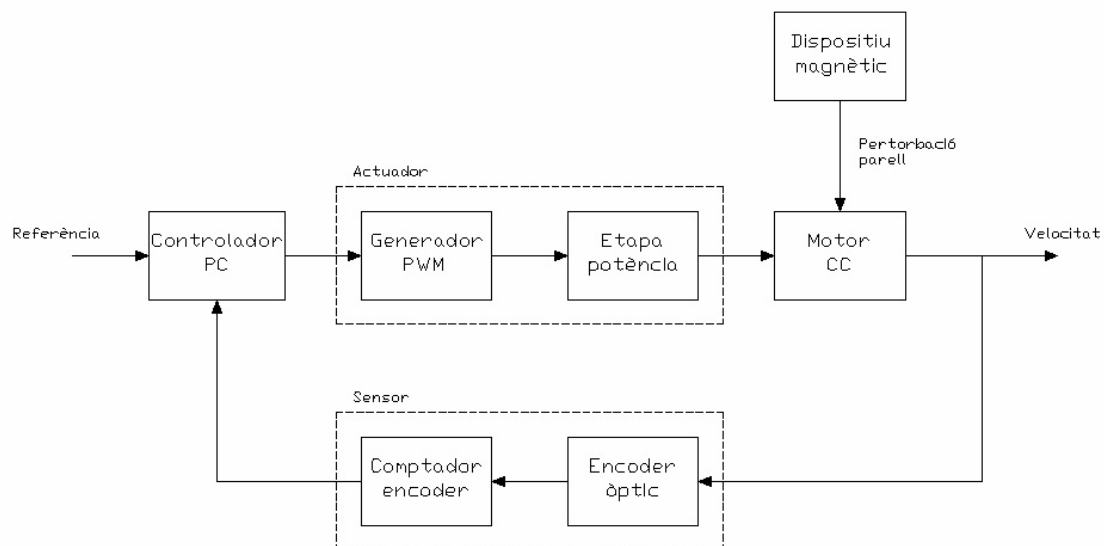 Dispositiu
magnètic
Pertorbació
parell
Actuador
Referència
Controlador
PC
Generador
PWM
Etapa
potència
Motor
CC
Velocitat
Sensor
Comptador
encoder
Encoder
òptic